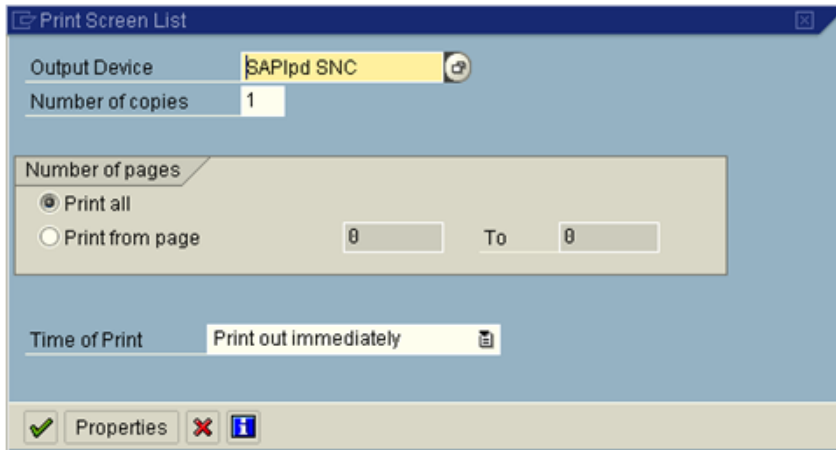 Print Screen List
Output Device SAPlpd SNC
Number of copies 1
Number of pages
Print all
Print from page 0 To 0
Time of Print Print out immediately
Properties